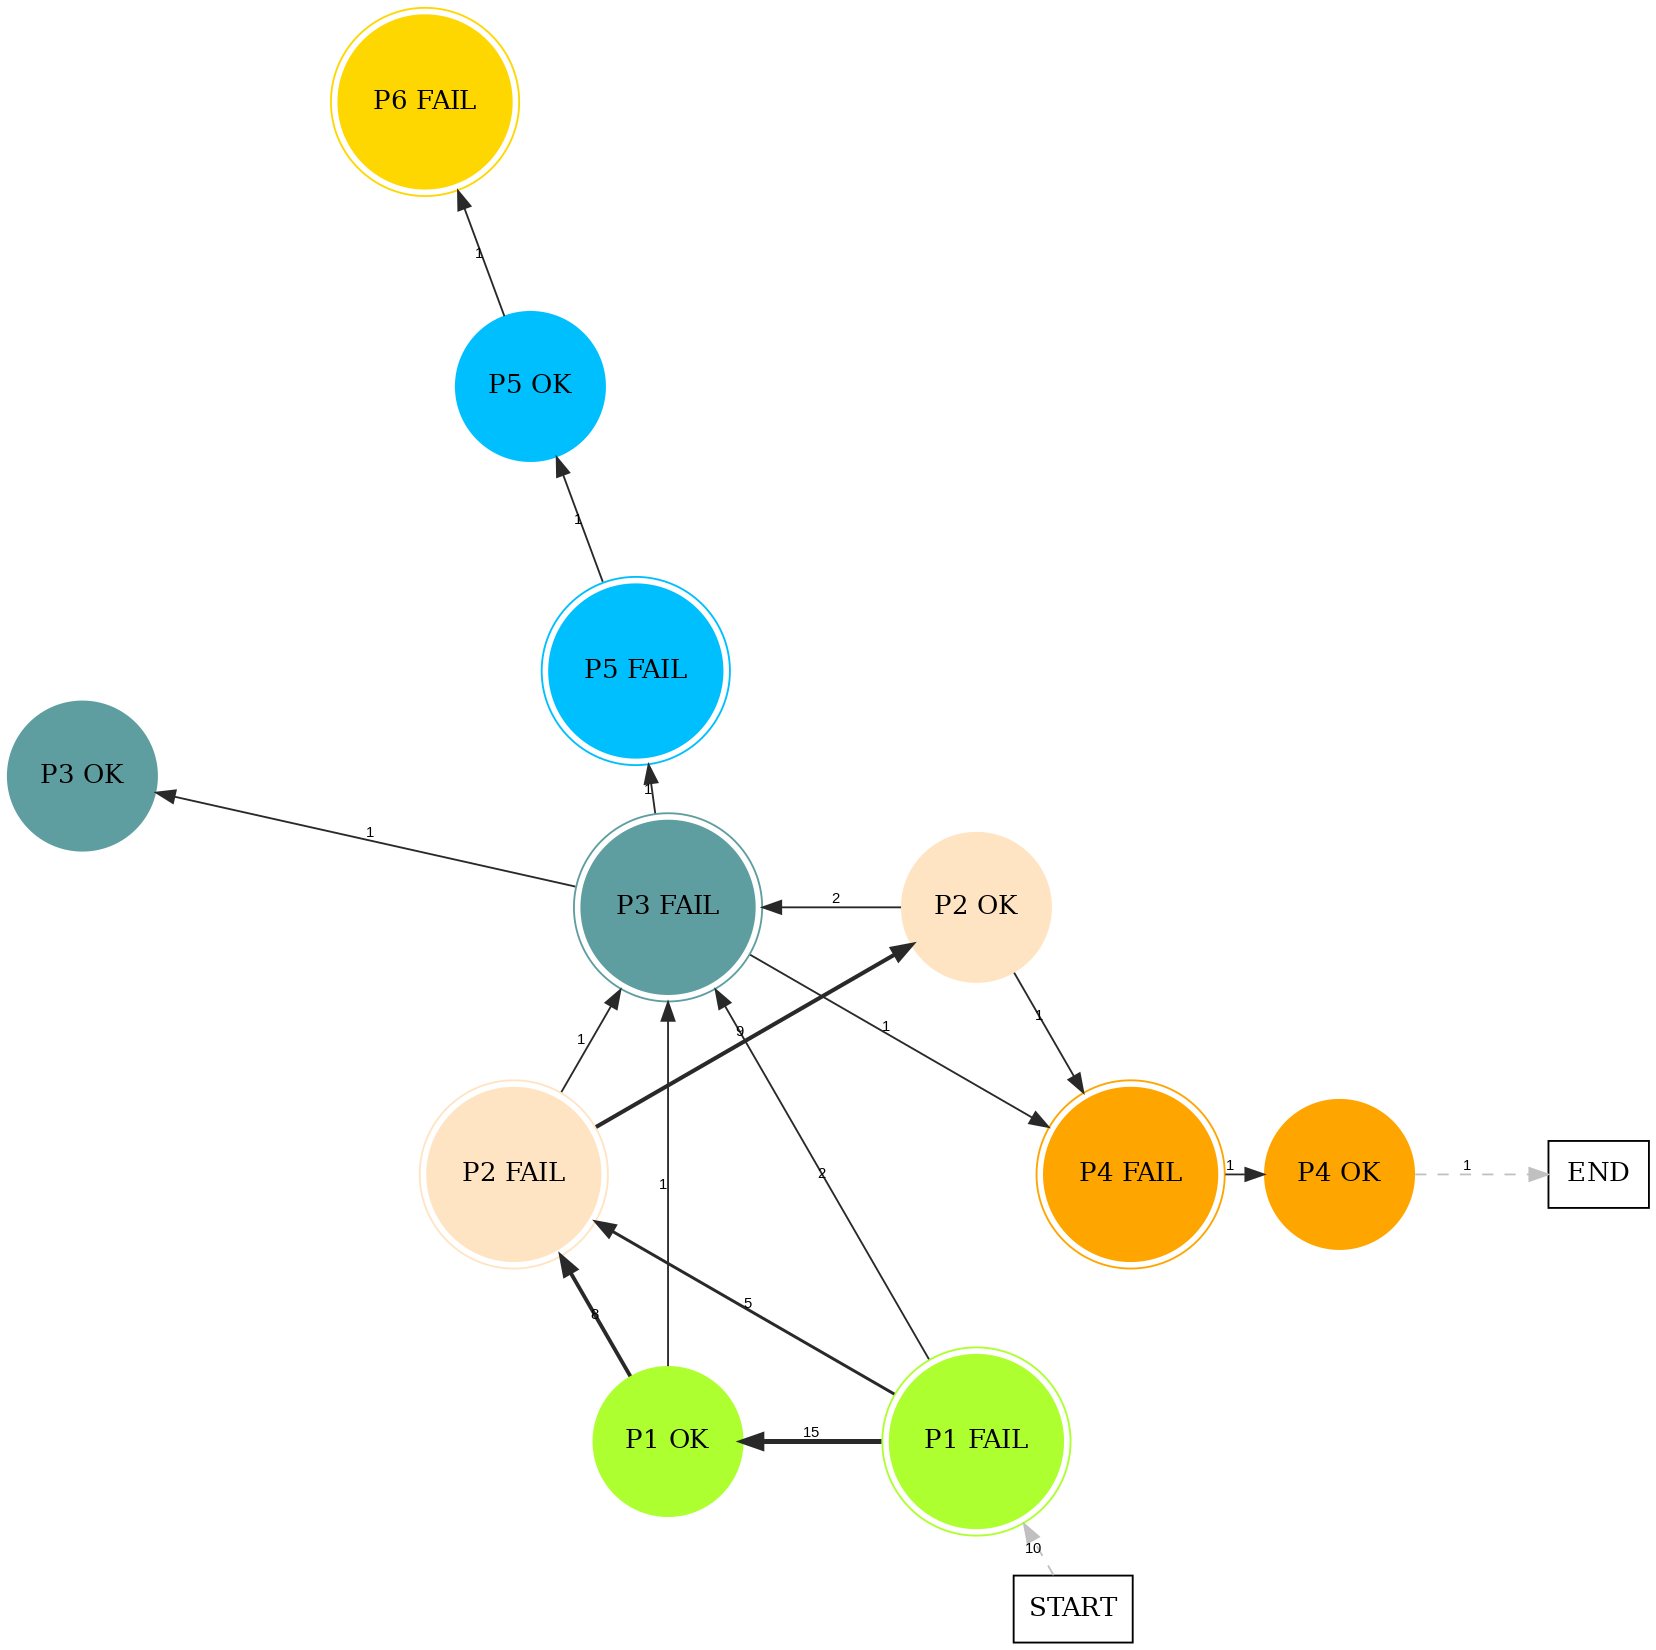 P6 FAIL
1
P5 OK
1
P5 FAIL
P3 OK
1
1
P3 FAIL
2
P2 OK
1
1
9
1
P2 FAIL
1
2
P4 FAIL
1
P4 OK
1
END
8
5
P1 OK
15
P1 FAIL
10
START